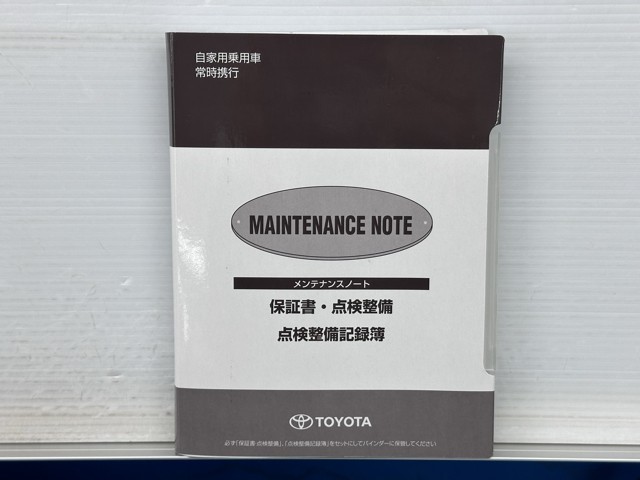 自家用乗用車
常時携行
MAINTENANCE NOTE
メンテナンスノート
保証書・点検整備
点検整備記録簿
TOYOTA
必ず「保証書・点検整備」、「点検整備記録簿」をセットにしてバインダーに保管してください